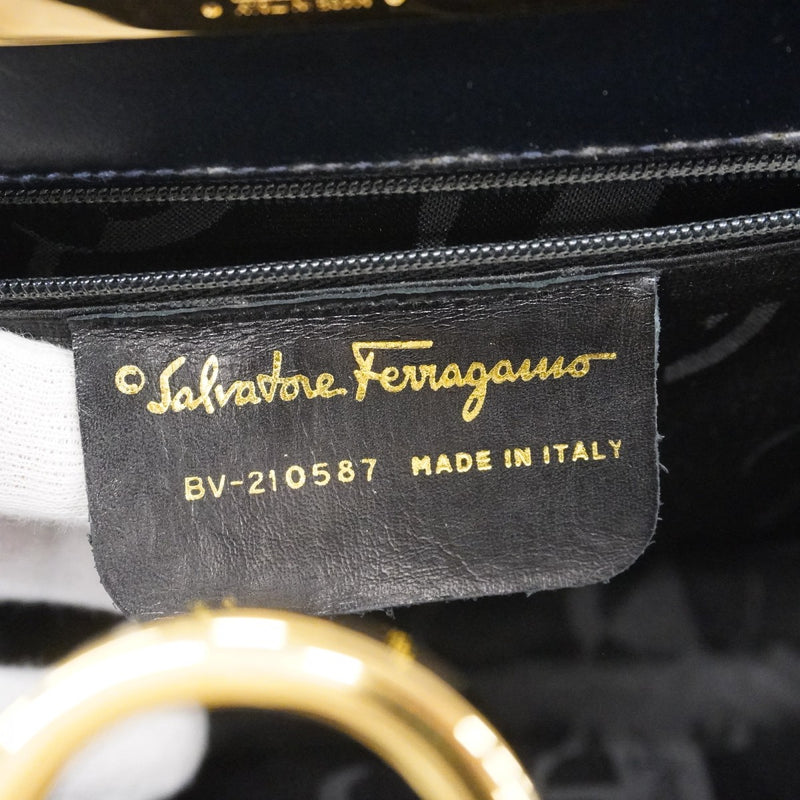 © Salvatore Ferragamo
BV-210587 MADE IN ITALY